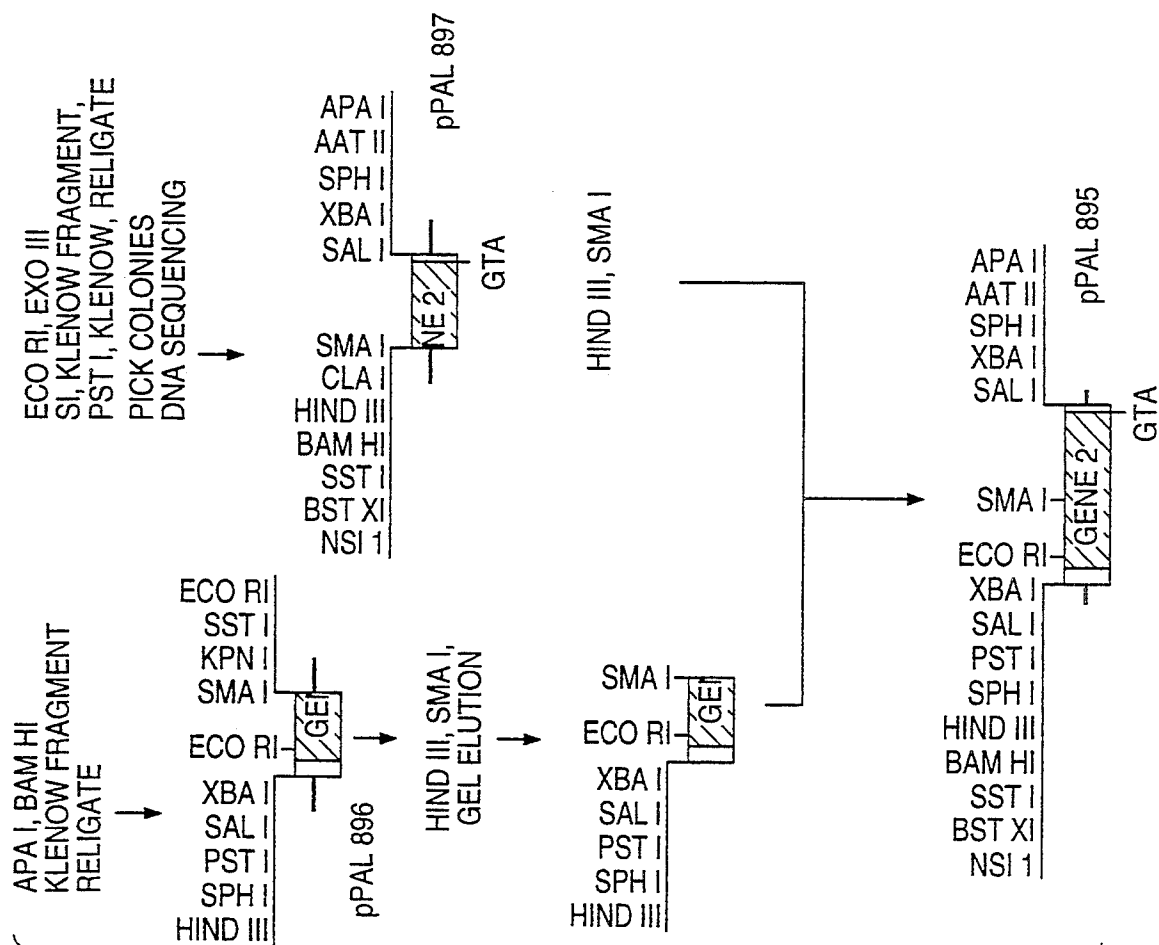 APA I, BAM HI
KLENOW FRAGMENT
RELIGATE
HIND III
SPH I
PST I
SAL I
XBA I
ECO RI
SMA I
KPN I
SST I
ECO RI
GEI
pPAL 896
HIND III, SMA I,
GEL ELUTION
HIND III
SPH I
PST I
SAL I
XBA I
ECO RI
SMA I
GEI
ECO RI, EXO III
SI, KLENOW FRAGMENT,
PST I, KLENOW, RELIGATE
PICK COLONIES
DNA SEQUENCING
NSI 1
BST XI
SST I
BAM HI
HIND III
CLA I
SMA I
SAL I
XBA I
SPH I
AAT II
APA I
NE 2
GTA
pPAL 897
HIND III, SMA I
NSI 1
BST XI
SST I
BAM HI
HIND III
SPH I
PST I
SAL I
XBA I
ECO RI
SMA I
SAL I
XBA I
SPH I
AAT II
APA I
GENE 2
GTA
pPAL 895